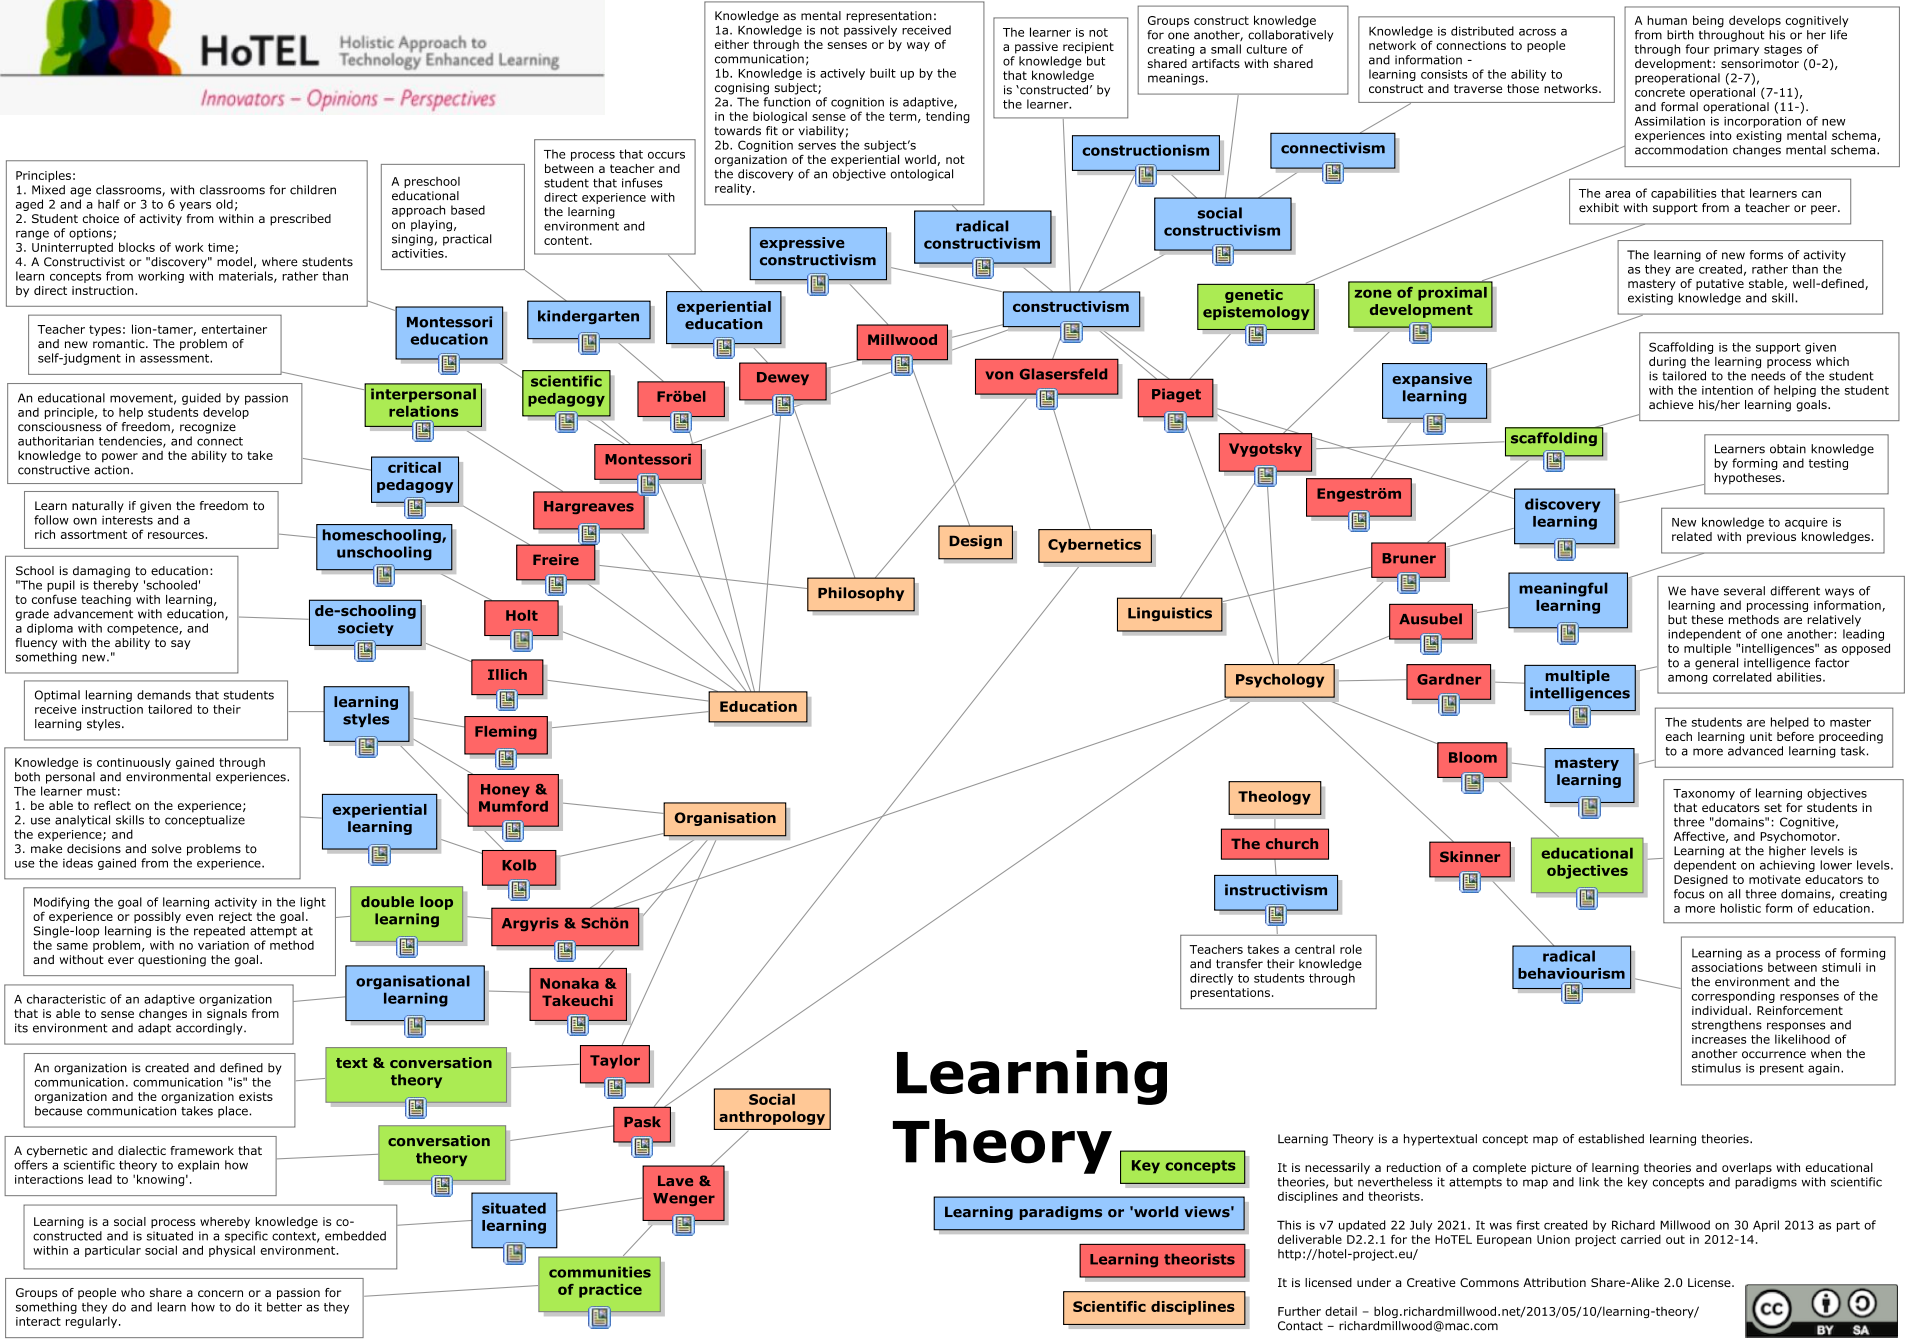 HoTEL
Holistic Approach to
Technology Enhanced Learning
Innovators – Opinions – Perspectives
Knowledge as mental representation:
1a. Knowledge is not passively received
either through the senses or by way of
communication;
1b. Knowledge is actively built up by the
cognising subject;
2a. The function of cognition is adaptive,
in the biological sense of the term, tending
towards fit or viability;
2b. Cognition serves the subject's
organization of the experiential world, not
the discovery of an objective ontological
reality.
The learner is not
a passive recipient
of knowledge but
that knowledge
is 'constructed' by
the learner.
Groups construct knowledge
for one another, collaboratively
creating a small culture of
shared artifacts with shared
meanings.
Knowledge is distributed across a
network of connections to people
and information -
learning consists of the ability to
construct and traverse those networks.
A human being develops cognitively
from birth throughout his or her life
through four primary stages of
development: sensorimotor (0-2),
preoperational (2-7),
concrete operational (7-11),
and formal operational (11-).
Assimilation is incorporation of new
experiences into existing mental schema,
accommodation changes mental schema.
Principles:
1. Mixed age classrooms, with classrooms for children
aged 2 and a half or 3 to 6 years old;
2. Student choice of activity from within a prescribed
range of options;
3. Uninterrupted blocks of work time;
4. A Constructivist or "discovery" model, where students
learn concepts from working with materials, rather than
by direct instruction.
A preschool
educational
approach based
on playing,
singing, practical
activities.
The process that occurs
between a teacher and
student that infuses
direct experience with
the learning
environment and
content.
constructionism
connectivism
The area of capabilities that learners can
exhibit with support from a teacher or peer.
expressive
constructivism
radical
constructivism
social
constructivism
The learning of new forms of activity
as they are created, rather than the
mastery of putative stable, well-defined,
existing knowledge and skill.
Montessori
education
kindergarten
experiential
education
constructivism
genetic
epistemology
zone of proximal
development
Teacher types: lion-tamer, entertainer
and new romantic. The problem of
self-judgment in assessment.
Millwood
Scaffolding is the support given
during the learning process which
is tailored to the needs of the student
with the intention of helping the student
achieve his/her learning goals.
interpersonal
relations
scientific
pedagogy
Fröbel
Dewey
von Glasersfeld
Piaget
expansive
learning
An educational movement, guided by passion
and principle, to help students develop
consciousness of freedom, recognize
authoritarian tendencies, and connect
knowledge to power and the ability to take
constructive action.
Montessori
Vygotsky
scaffolding
Learners obtain knowledge
by forming and testing
hypotheses.
critical
pedagogy
Hargreaves
Engeström
discovery
learning
Learn naturally if given the freedom to
follow own interests and a
rich assortment of resources.
New knowledge to acquire is
related with previous knowledges.
homeschooling,
unschooling
Freire
Design
Cybernetics
Bruner
School is damaging to education:
"The pupil is thereby 'schooled'
to confuse teaching with learning,
grade advancement with education,
a diploma with competence, and
fluency with the ability to say
something new."
Philosophy
Linguistics
meaningful
learning
We have several different ways of
learning and processing information,
but these methods are relatively
independent of one another: leading
to multiple "intelligences" as opposed
to a general intelligence factor
among correlated abilities.
de-schooling
society
Holt
Ausubel
Illich
Psychology
Gardner
multiple
intelligences
Optimal learning demands that students
receive instruction tailored to their
learning styles.
learning
styles
Fleming
Education
The students are helped to master
each learning unit before proceeding
to a more advanced learning task.
Bloom
mastery
learning
Knowledge is continuously gained through
both personal and environmental experiences.
The learner must:
1. be able to reflect on the experience;
2. use analytical skills to conceptualize
the experience; and
3. make decisions and solve problems to
use the ideas gained from the experience.
experiential
learning
Honey &
Mumford
Organisation
Theology
Taxonomy of learning objectives
that educators set for students in
three "domains": Cognitive,
Affective, and Psychomotor.
Learning at the higher levels is
dependent on achieving lower levels.
Designed to motivate educators to
focus on all three domains, creating
a more holistic form of education.
Kolb
The church
Skinner
educational
objectives
instructivism
Modifying the goal of learning activity in the light
of experience or possibly even reject the goal.
Single-loop learning is the repeated attempt at
the same problem, with no variation of method
and without ever questioning the goal.
double loop
learning
Argyris & Schön
Teachers takes a central role
and transfer their knowledge
directly to students through
presentations.
radical
behaviourism
Learning as a process of forming
associations between stimuli in
the environment and the
corresponding responses of the
individual. Reinforcement
strengthens responses and
increases the likelihood of
another occurrence when the
stimulus is present again.
A characteristic of an adaptive organization
that is able to sense changes in signals from
its environment and adapt accordingly.
organisational
learning
Nonaka &
Takeuchi
An organization is created and defined by
communication. communication "is" the
organization and the organization exists
because communication takes place.
text & conversation
theory
Taylor
A cybernetic and dialectic framework that
offers a scientific theory to explain how
interactions lead to 'knowing'.
conversation
theory
Pask
Social
anthropology
Learning is a social process whereby knowledge is co-
constructed and is situated in a specific context, embedded
within a particular social and physical environment.
situated
learning
Lave &
Wenger
Groups of people who share a concern or a passion for
something they do and learn how to do it better as they
interact regularly.
communities
of practice
Learning
Theory
Key concepts
Learning paradigms or 'world views'
Learning theorists
Scientific disciplines
Learning Theory is a hypertextual concept map of established learning theories.
It is necessarily a reduction of a complete picture of learning theories and overlaps with educational
theories, but nevertheless it attempts to map and link the key concepts and paradigms with scientific
disciplines and theorists.
This is v7 updated 22 July 2021. It was first created by Richard Millwood on 30 April 2013 as part of
deliverable D2.2.1 for the HoTEL European Union project carried out in 2012-14.
http://hotel-project.eu/
It is licensed under a Creative Commons Attribution Share-Alike 2.0 License.
Further detail – blog.richardmillwood.net/2013/05/10/learning-theory/
Contact – richardmillwood@mac.com
cc
BY SA